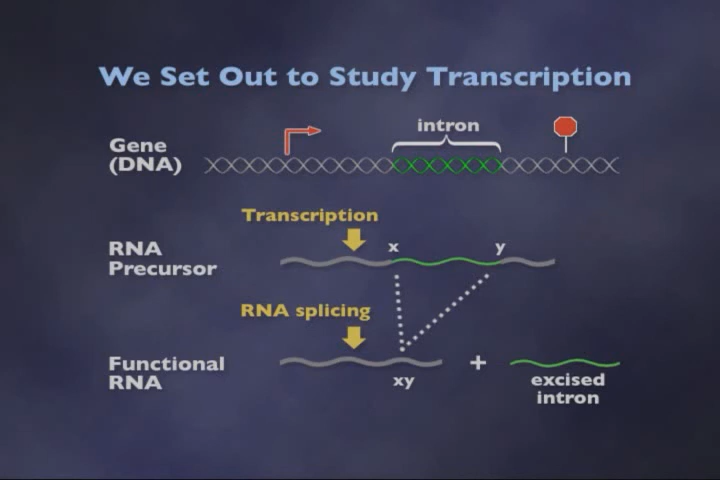 We Set Out to Study Transcription
intron
Gene
(DNA)
Transcription
x y
RNA
Precursor
RNA splicing
Functional
RNA
xy
+
excised
intron